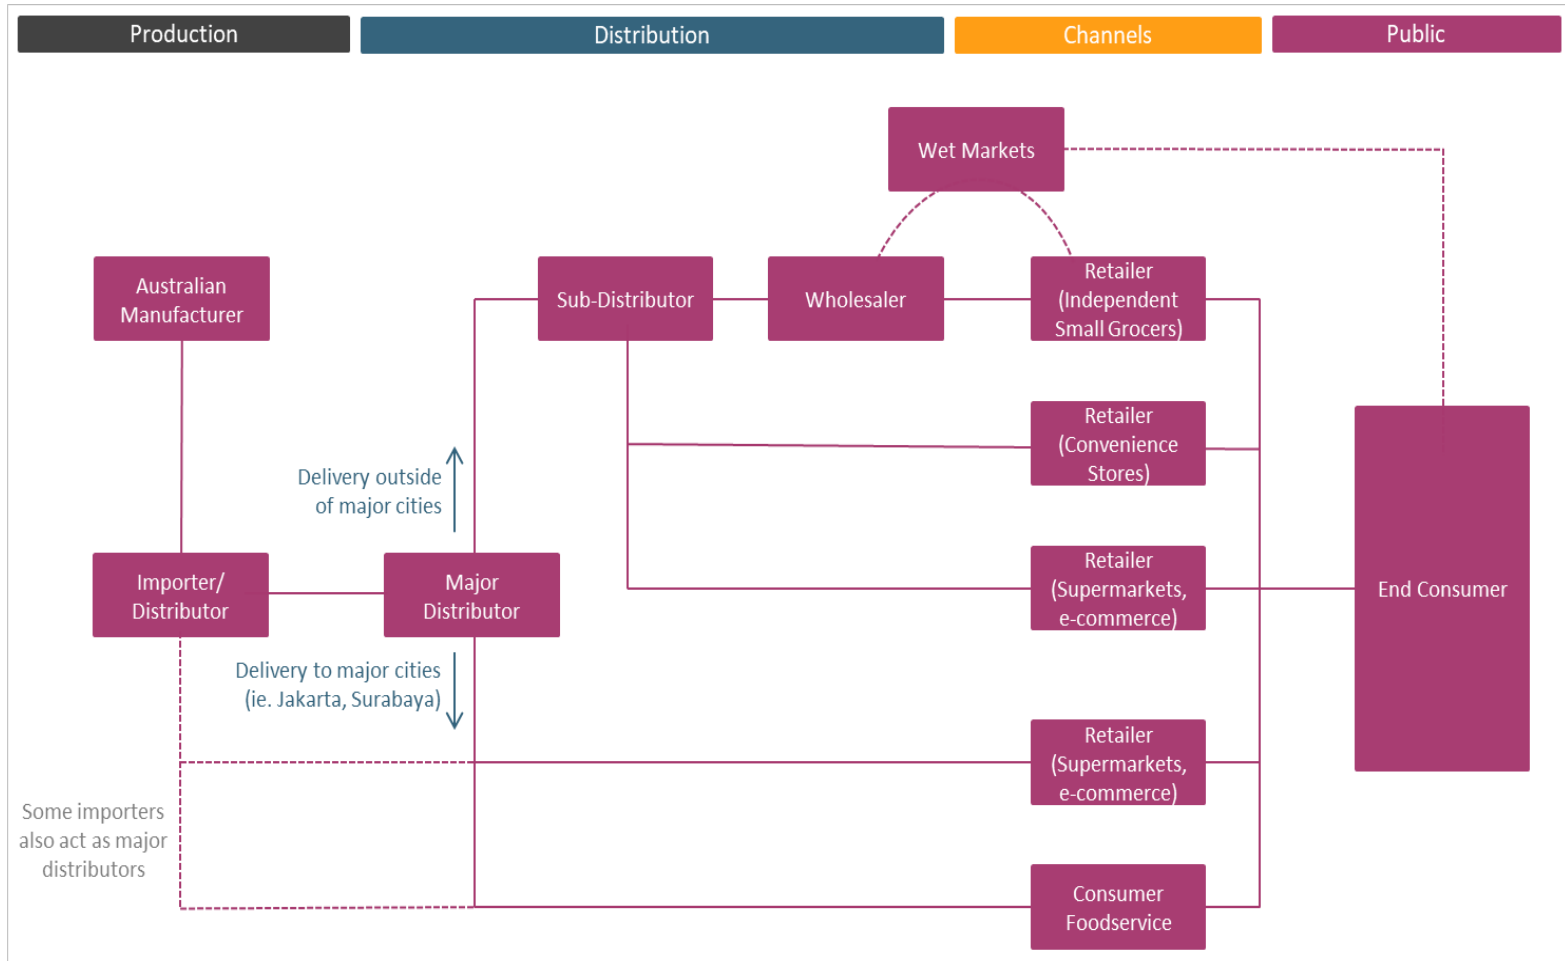 Production
Distribution
Channels
Public
Wet Markets
Australian
Manufacturer
Sub-Distributor
Wholesaler
Retailer
(Independent
Small Grocers)
Retailer
(Convenience
Stores)
Delivery outside
of major cities
Importer/
Distributor
Major
Distributor
Retailer
(Supermarkets,
e-commerce)
End Consumer
Delivery to major cities
(ie. Jakarta, Surabaya)
Retailer
(Supermarkets,
e-commerce)
Some importers
also act as major
distributors
Consumer
Foodservice